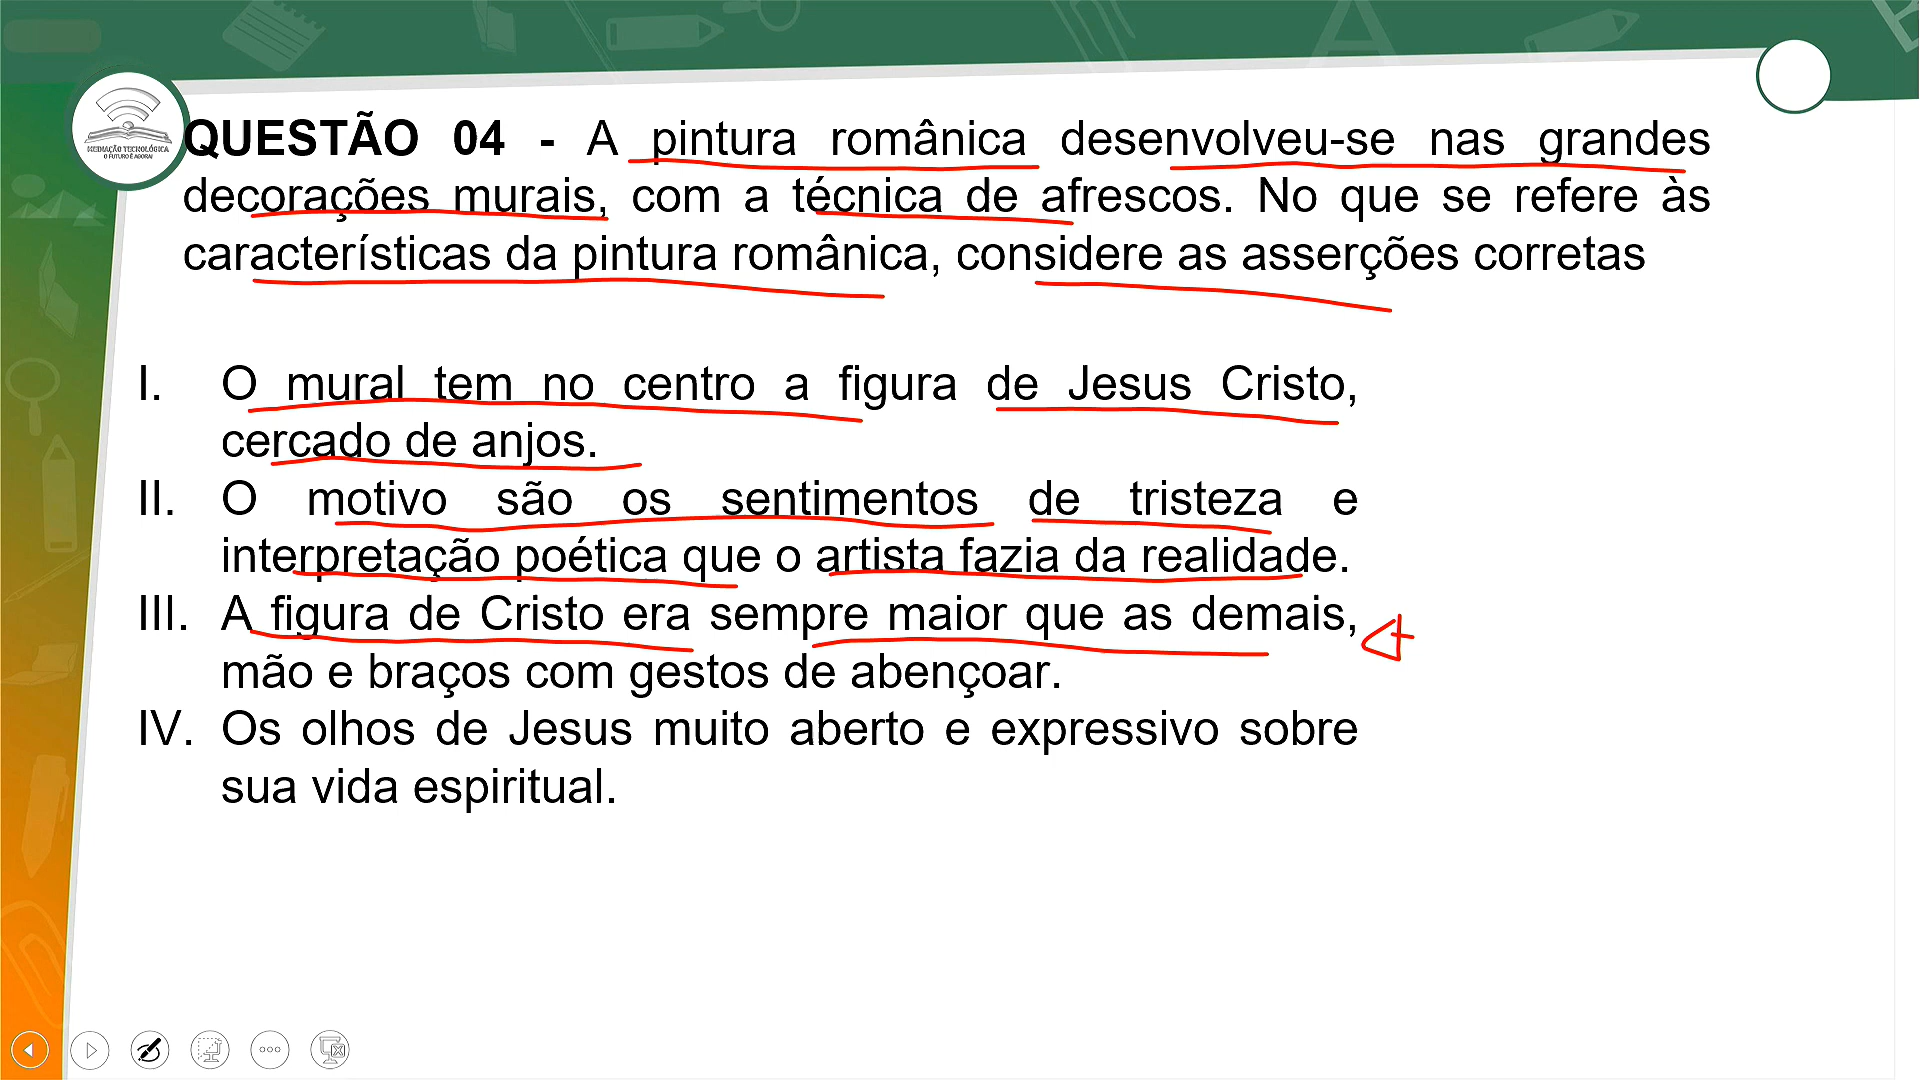 MEDIAÇÃO TECNOLÓGICA
O FUTURO É AGORA!
QUESTÃO 04 - A pintura românica desenvolveu-se nas grandes
decorações murais, com a técnica de afrescos. No que se refere às
características da pintura românica, considere as asserções corretas
I. O mural tem no centro a figura de Jesus Cristo,
cercado de anjos.
II. O motivo são os sentimentos de tristeza e
interpretação poética que o artista fazia da realidade.
III. A figura de Cristo era sempre maior que as demais,
mão e braços com gestos de abençoar.
IV. Os olhos de Jesus muito aberto e expressivo sobre
sua vida espiritual.